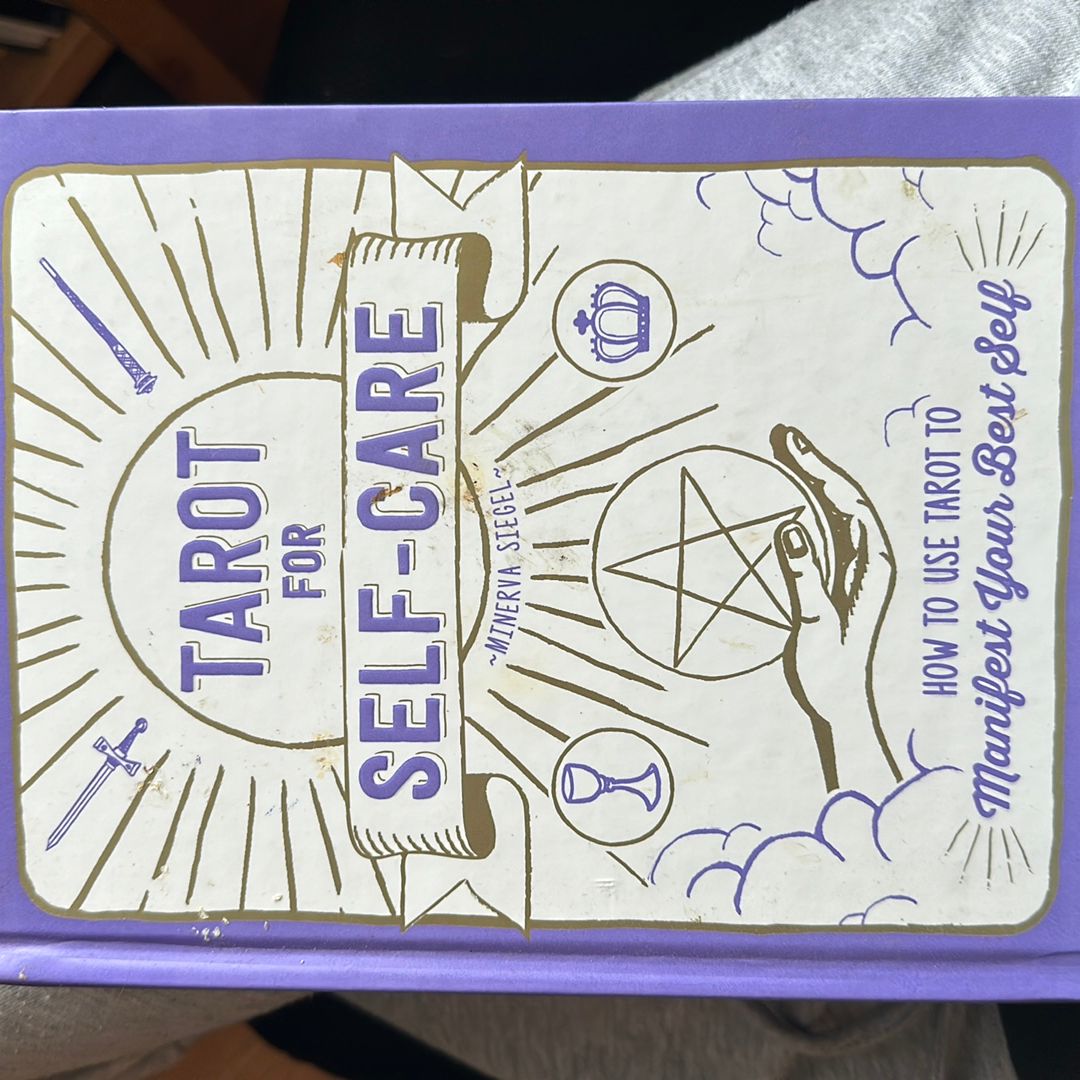 TAROT
FOR
SELF-CARE
~MINERVA SIEGEL~
HOW TO USE TAROT TO
Manifest Your Best Self